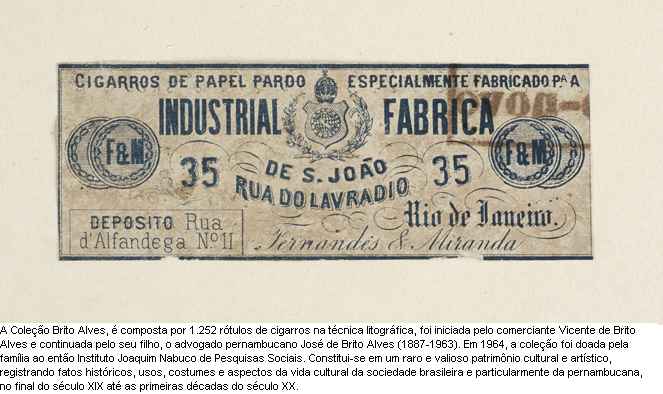 CIGARROS DE PAPEL PARDO ESPECIALMENTE FABRICADO Pᴬ A
INDUSTRIAL FABRICA
F&M 35 DE S. JOÃO 35 F&M
RUA DO LAVRADIO
Rio de Janeiro.
DEPOSITO Rua
d'Alfandega Nº 11
Fernandes & Miranda
A Coleção Brito Alves, é composta por 1.252 rótulos de cigarros na técnica litográfica, foi iniciada pelo comerciante Vicente de Brito
Alves e continuada pelo seu filho, o advogado pernambucano José de Brito Alves (1887-1963). Em 1964, a coleção foi doada pela
família ao então Instituto Joaquim Nabuco de Pesquisas Sociais. Constitui-se em um raro e valioso patrimônio cultural e artístico,
registrando fatos históricos, usos, costumes e aspectos da vida cultural da sociedade brasileira e particularmente da pernambucana,
no final do século XIX até as primeiras décadas do século XX.